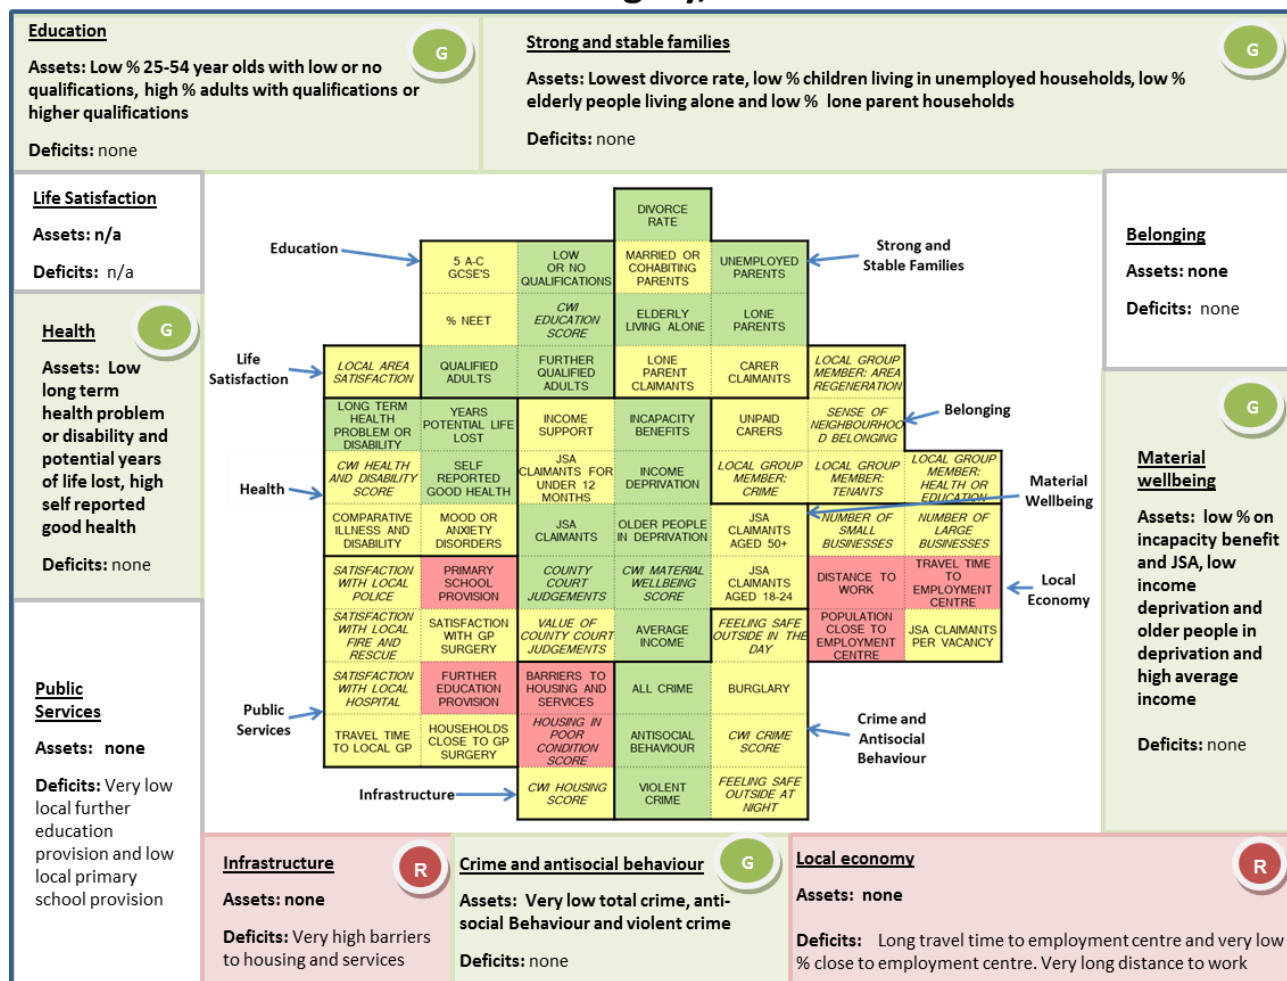 Education
G
Assets: Low % 25-54 year olds with low or no
qualifications, high % adults with qualifications or
higher qualifications
Deficits: none
Strong and stable families
G
Assets: Lowest divorce rate, low % children living in unemployed households, low %
elderly people living alone and low % lone parent households
Deficits: none
Life Satisfaction
Assets: n/a
Deficits: n/a
Health
G
Assets: Low
long term
health problem
or disability and
potential years
of life lost, high
self reported
good health
Deficits: none
Public
Services
Assets: none
Deficits: Very low
local further
education
provision and low
local primary
school provision
Education
Life
Satisfaction
Health
Public
Services
Infrastructure
DIVORCE
RATE
5 A-C
GCSE'S
LOW
OR NO
QUALIFICATIONS
MARRIED OR
COHABITING
PARENTS
UNEMPLOYED
PARENTS
% NEET
CWI
EDUCATION
SCORE
ELDERLY
LIVING ALONE
LONE
PARENTS
LOCAL AREA
SATISFACTION
QUALIFIED
ADULTS
FURTHER
QUALIFIED
ADULTS
LONE
PARENT
CLAIMANTS
CARER
CLAIMANTS
LOCAL GROUP
MEMBER: AREA
REGENERATION
LONG TERM
HEALTH
PROBLEM OR
DISABILITY
YEARS
POTENTIAL LIFE
LOST
INCOME
SUPPORT
INCAPACITY
BENEFITS
UNPAID
CARERS
SENSE OF
NEIGHBOURHOO
D BELONGING
CWI HEALTH
AND DISABILITY
SCORE
SELF
REPORTED
GOOD HEALTH
JSA
CLAIMANTS FOR
UNDER 12
MONTHS
INCOME
DEPRIVATION
LOCAL GROUP
MEMBER:
CRIME
LOCAL GROUP
MEMBER:
TENANTS
LOCAL GROUP
MEMBER:
HEALTH OR
EDUCATION
COMPARATIVE
ILLNESS AND
DISABILITY
MOOD OR
ANXIETY
DISORDERS
JSA
CLAIMANTS
OLDER PEOPLE
IN DEPRIVATION
JSA
CLAIMANTS
AGED 50+
NUMBER OF
SMALL
BUSINESSES
NUMBER OF
LARGE
BUSINESSES
SATISFACTION
WITH LOCAL
POLICE
PRIMARY
SCHOOL
PROVISION
COUNTY
COURT
JUDGEMENTS
CWI MATERIAL
WELLBEING
SCORE
JSA
CLAIMANTS
AGED 18-24
DISTANCE TO
WORK
TRAVEL TIME
TO
EMPLOYMENT
CENTRE
SATISFACTION
WITH LOCAL
FIRE AND
RESCUE
SATISFACTION
WITH GP
SURGERY
VALUE OF
COUNTY COURT
JUDGEMENTS
AVERAGE
INCOME
FEELING SAFE
OUTSIDE IN THE
DAY
POPULATION
CLOSE TO
EMPLOYMENT
CENTRE
JSA CLAIMANTS
PER VACANCY
SATISFACTION
WITH LOCAL
HOSPITAL
FURTHER
EDUCATION
PROVISION
BARRIERS TO
HOUSING AND
SERVICES
ALL CRIME
BURGLARY
TRAVEL TIME
TO LOCAL GP
HOUSEHOLDS
CLOSE TO GP
SURGERY
HOUSING IN
POOR
CONDITION
SCORE
ANTISOCIAL
BEHAVIOUR
CWI CRIME
SCORE
CWI HOUSING
SCORE
VIOLENT
CRIME
FEELING SAFE
OUTSIDE AT
NIGHT
Strong and
Stable Families
Belonging
Material
Wellbeing
Local
Economy
Crime and
Antisocial
Behaviour
Belonging
Assets: none
Deficits: none
G
Material
wellbeing
Assets: low % on
incapacity benefit
and JSA, low
income
deprivation and
older people in
deprivation and
high average
income
Deficits: none
Infrastructure
R
Assets: none
Deficits: Very high barriers
to housing and services
Crime and antisocial behaviour
G
Assets: Very low total crime, anti-
social Behaviour and violent crime
Deficits: none
Local economy
R
Assets: none
Deficits: Long travel time to employment centre and very low
% close to employment centre. Very long distance to work